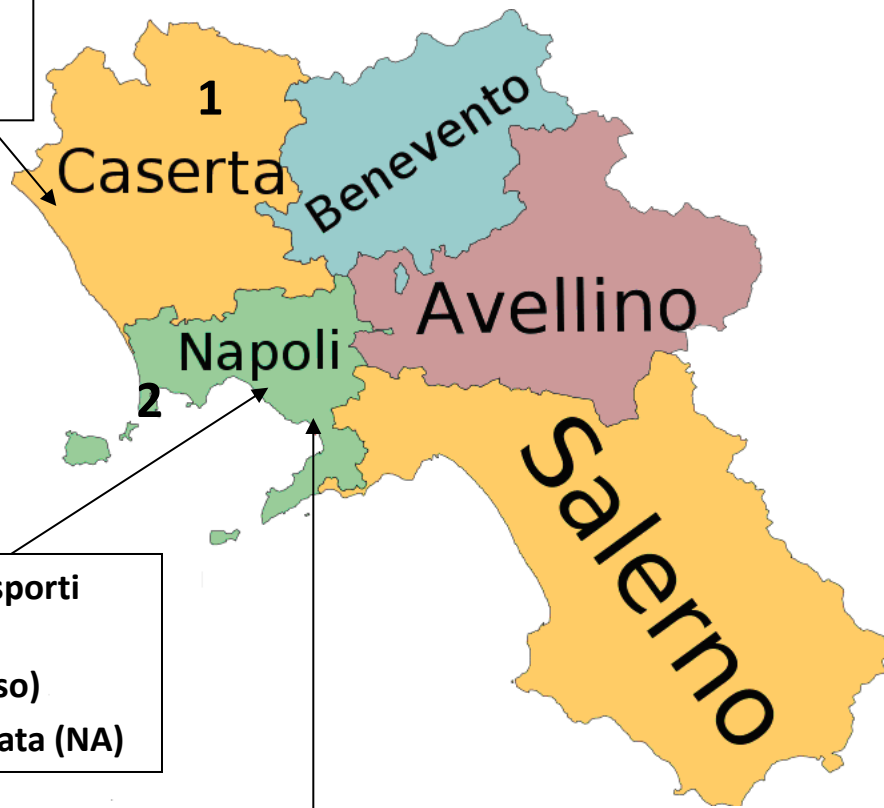 1
Caserta
Benevento
Avellino
Napoli
2
Salerno
sporti
so)
ata (NA)